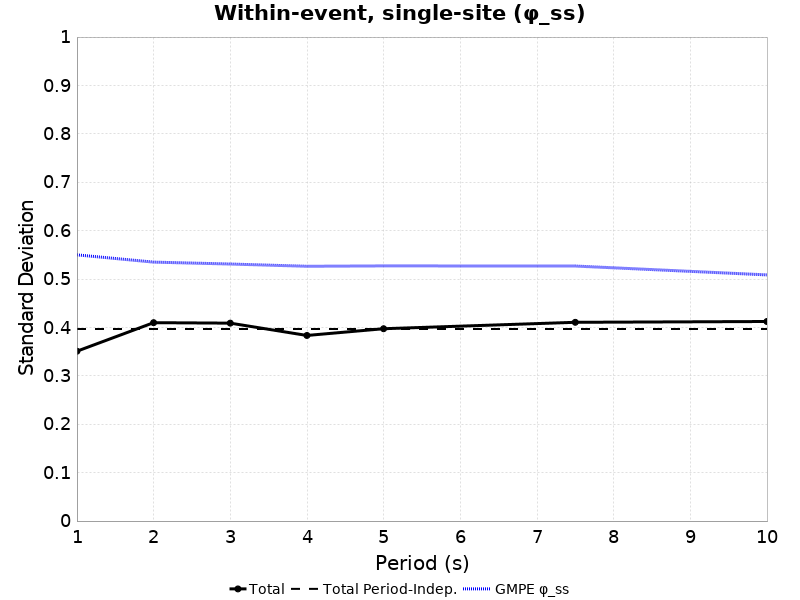 Within-event, single-site (φ_ss)
1
0.9
0.8
0.7
0.6
0.5
0.4
0.3
0.2
0.1
0
Standard Deviation
1 2 3 4 5 6 7 8 9 10
Period (s)
Total Total Period-Indep. GMPE φ_ss